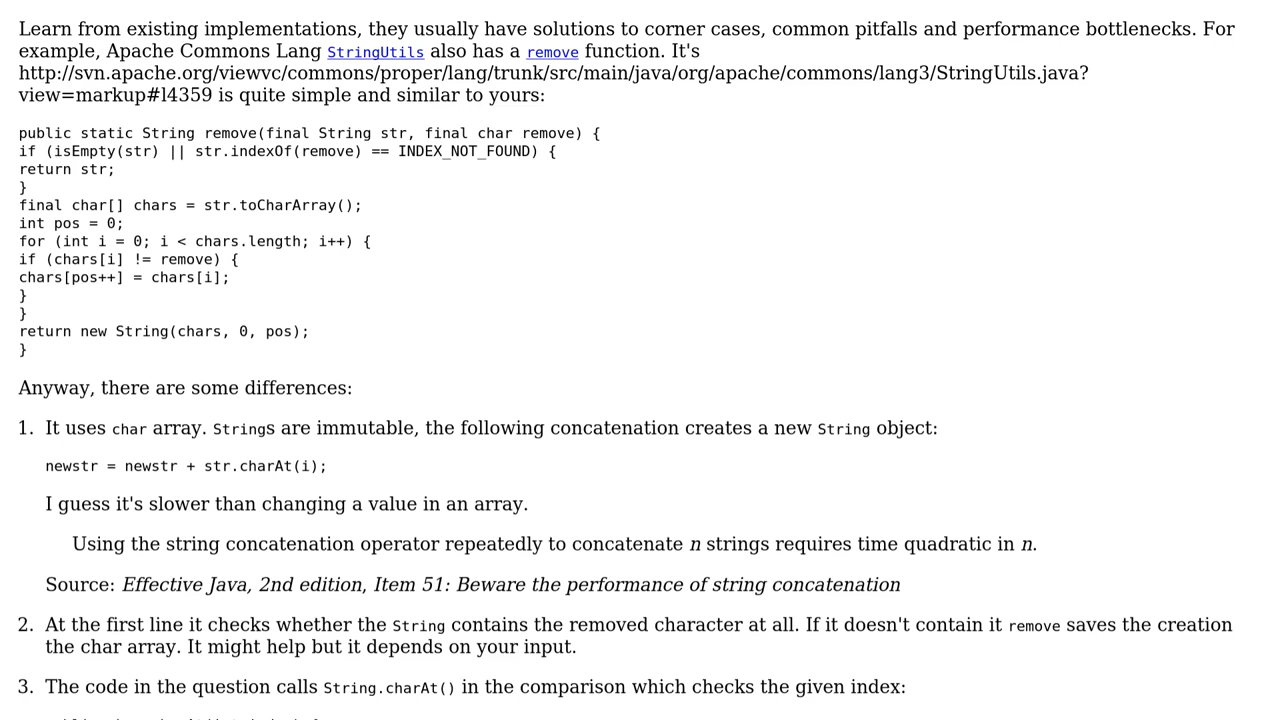 Learn from existing implementations, they usually have solutions to corner cases, common pitfalls and performance bottlenecks. For
example, Apache Commons Lang StringUtils also has a remove function. It's
http://svn.apache.org/viewvc/commons/proper/lang/trunk/src/main/java/org/apache/commons/lang3/StringUtils.java?
view=markup#l4359 is quite simple and similar to yours:
public static String remove(final String str, final char remove) {
if (isEmpty(str) || str.indexOf(remove) == INDEX_NOT_FOUND) {
return str;
}
final char[] chars = str.toCharArray();
int pos = 0;
for (int i = 0; i < chars.length; i++) {
if (chars[i] != remove) {
chars[pos++] = chars[i];
}
}
return new String(chars, 0, pos);
}
Anyway, there are some differences:
1. It uses char array. Strings are immutable, the following concatenation creates a new String object:
newstr = newstr + str.charAt(i);
I guess it's slower than changing a value in an array.
Using the string concatenation operator repeatedly to concatenate n strings requires time quadratic in n.
Source: Effective Java, 2nd edition, Item 51: Beware the performance of string concatenation
2. At the first line it checks whether the String contains the removed character at all. If it doesn't contain it remove saves the creation
the char array. It might help but it depends on your input.
3. The code in the question calls String.charAt() in the comparison which checks the given index: